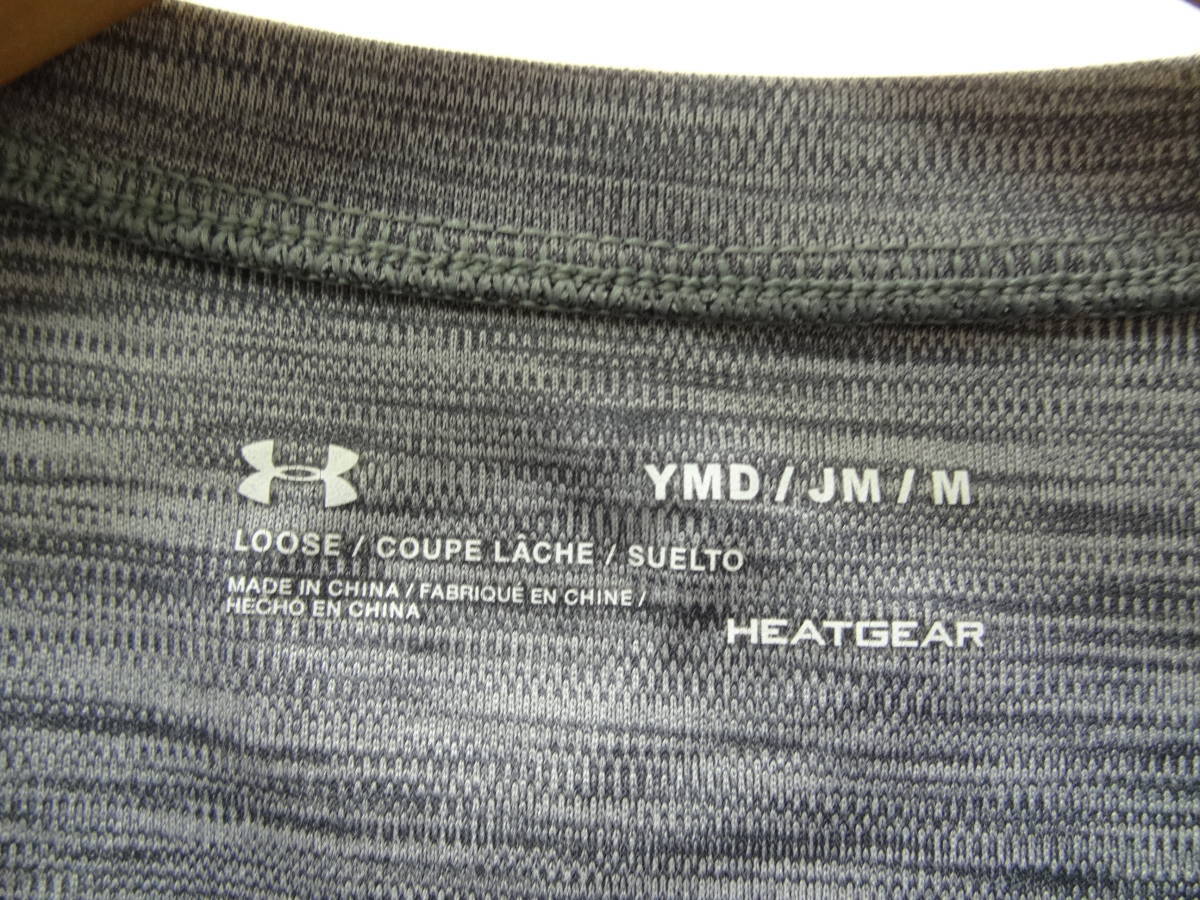 YMD / JM / M
LOOSE / COUPE LÂCHE / SUELTO
MADE IN CHINA / FABRIQUÉ EN CHINE /
HECHO EN CHINA
HEATGEAR